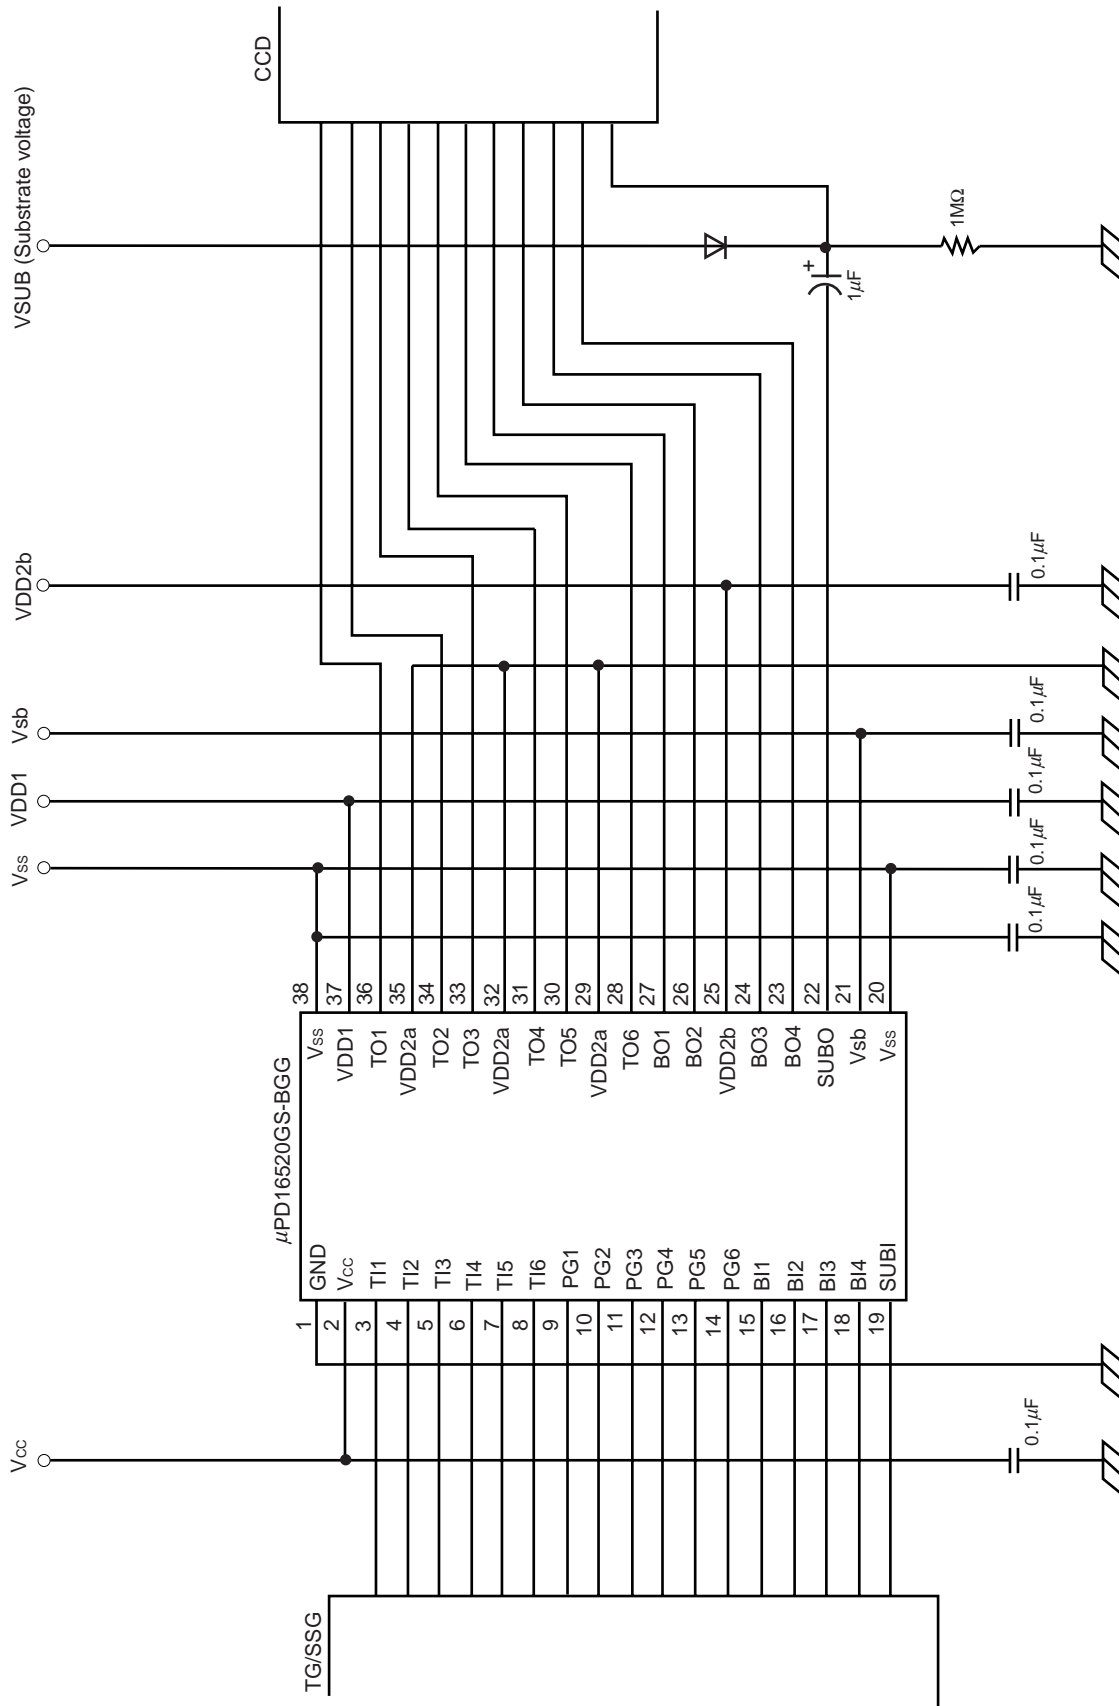 CCD
VSUB (Substrate voltage)
1MΩ
+
1μF
VDD2b
0.1μF
Vsb
0.1μF
VDD1
0.1μF
Vss
0.1μF
0.1μF
μPD16520GS-BGG
38 Vss
37 VDD1
36 TO1
35 VDD2a
34 TO2
33 TO3
32 VDD2a
31 TO4
30 TO5
29 VDD2a
28 TO6
27 BO1
26 BO2
25 VDD2b
24 BO3
23 BO4
22 SUBO
21 Vsb
20 Vss
1 GND
2 Vcc
3 TI1
4 TI2
5 TI3
6 TI4
7 TI5
8 TI6
9 PG1
10 PG2
11 PG3
12 PG4
13 PG5
14 PG6
15 BI1
16 BI2
17 BI3
18 BI4
19 SUBI
Vcc
0.1μF
TG/SSG